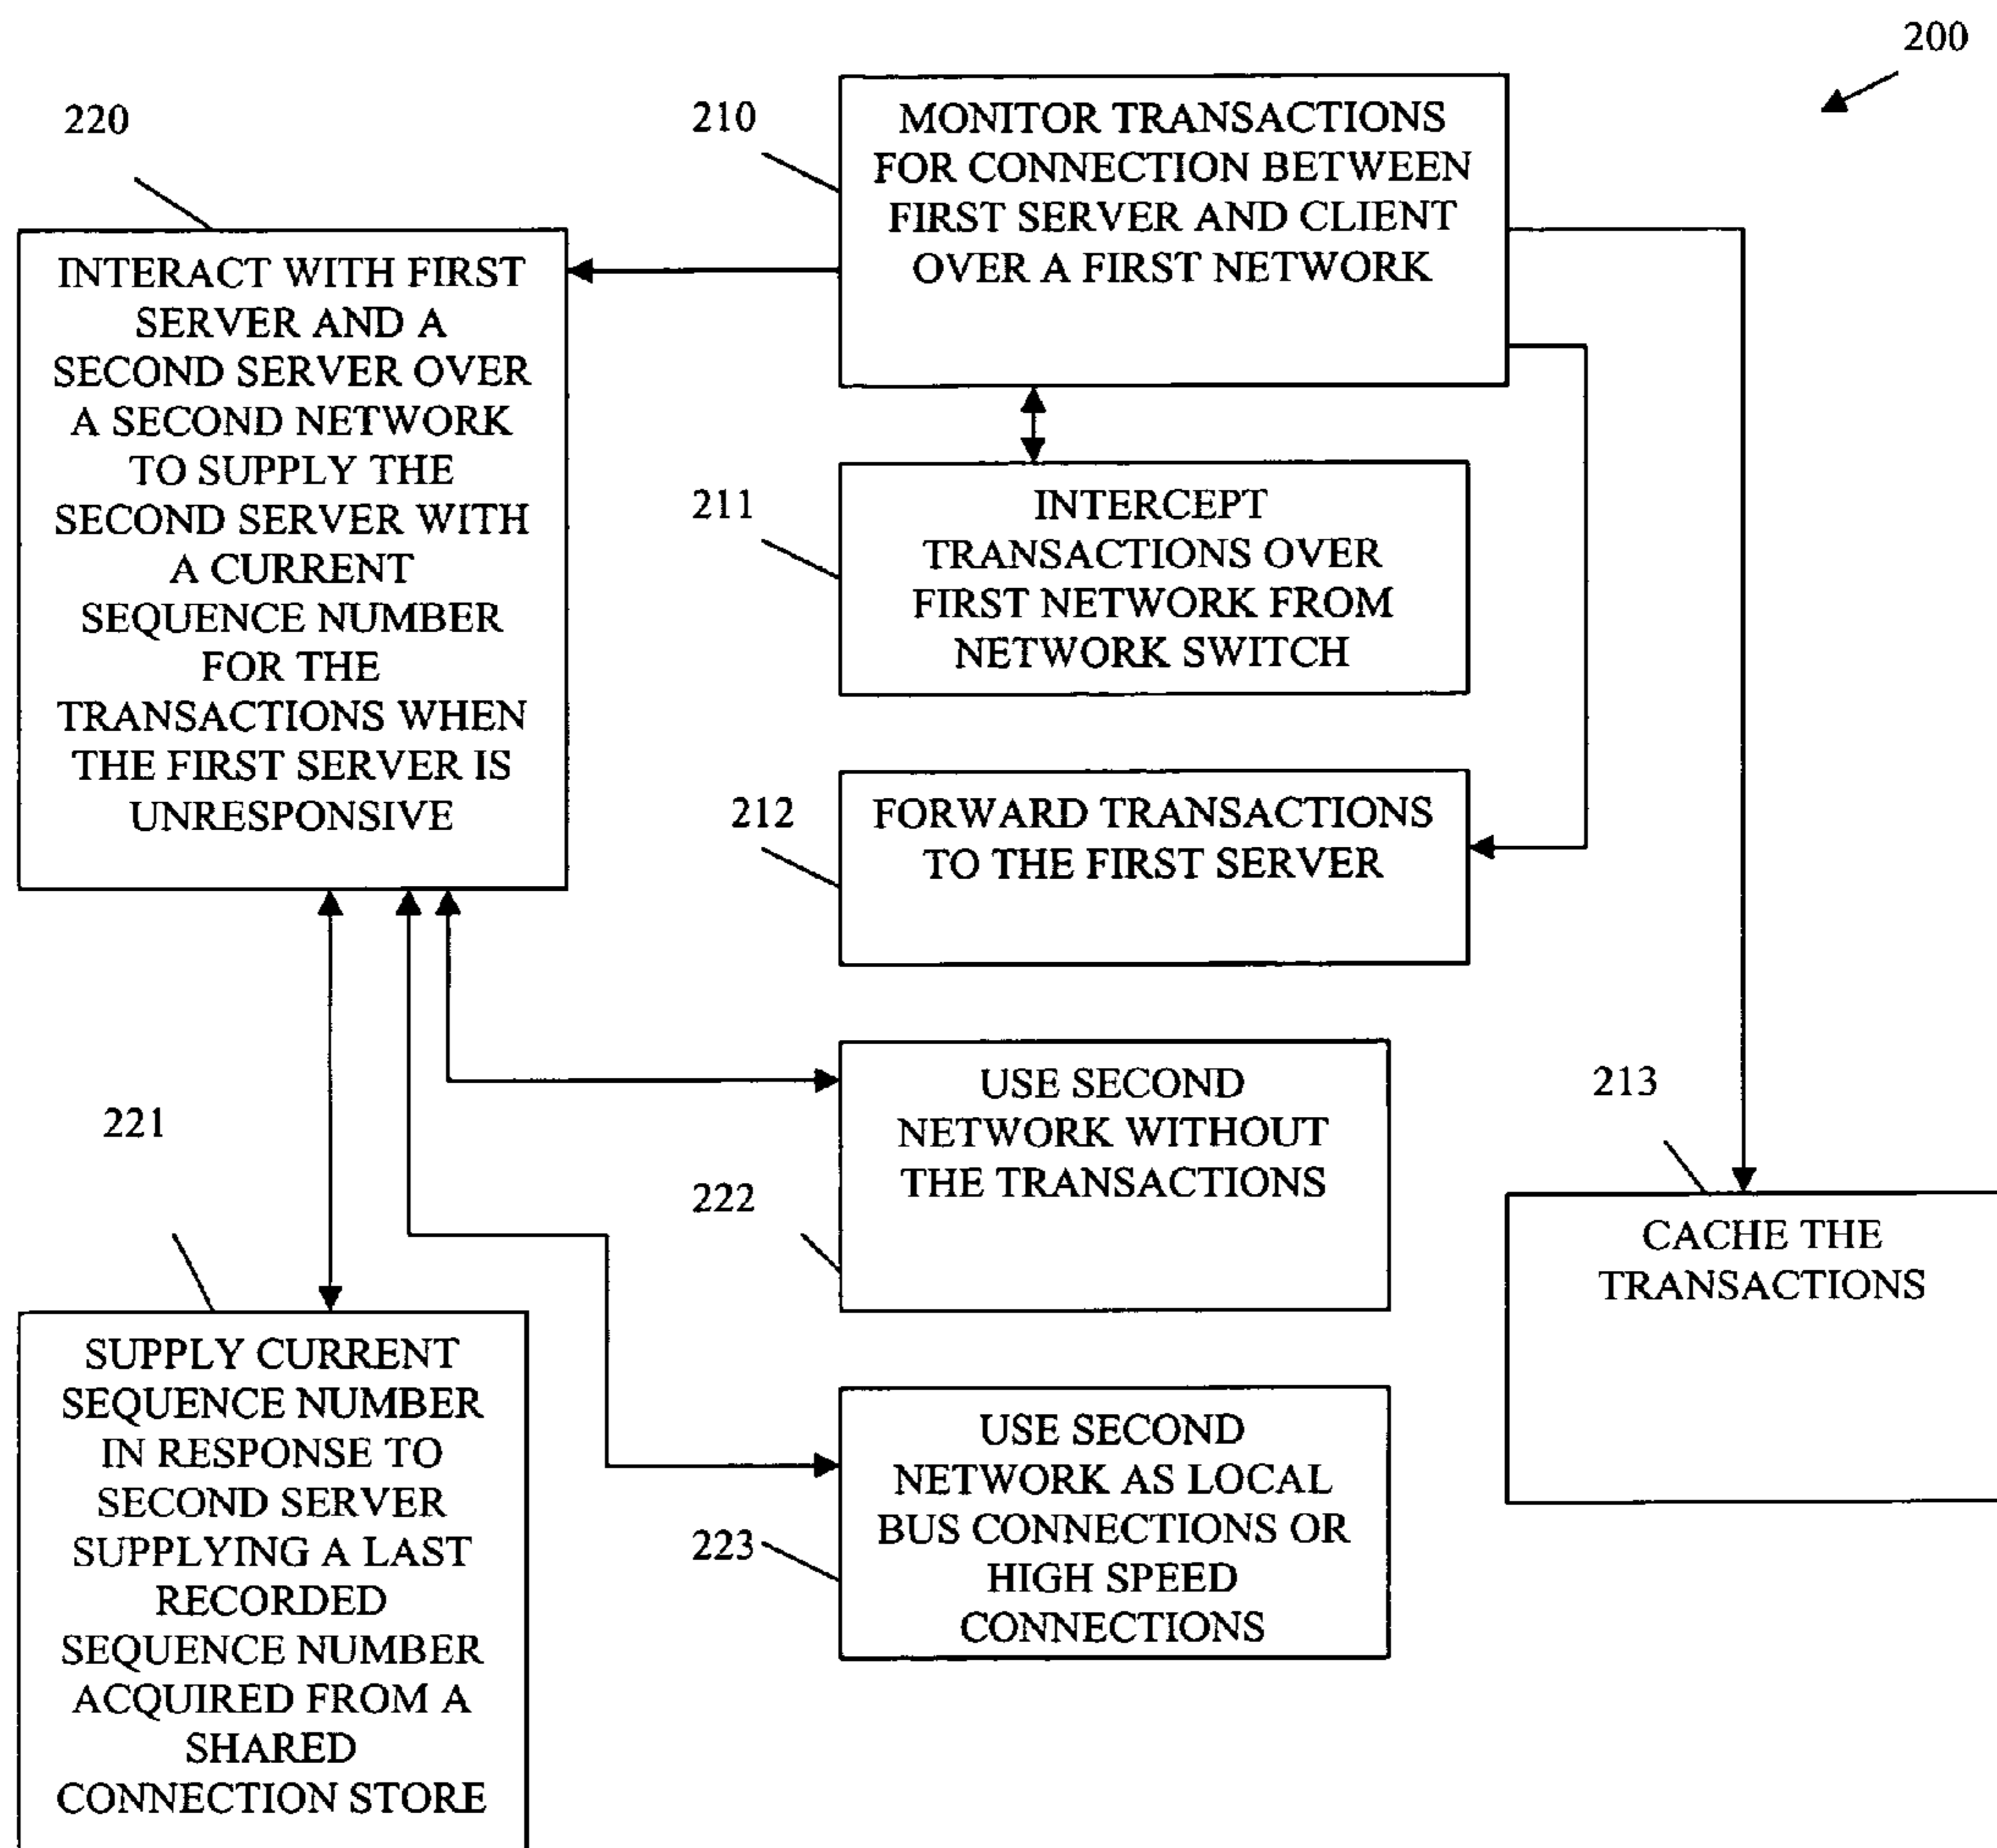 200
210
MONITOR TRANSACTIONS
FOR CONNECTION BETWEEN
FIRST SERVER AND CLIENT
OVER A FIRST NETWORK
220
INTERACT WITH FIRST
SERVER AND A
SECOND SERVER OVER
A SECOND NETWORK
TO SUPPLY THE
SECOND SERVER WITH
A CURRENT
SEQUENCE NUMBER
FOR THE
TRANSACTIONS WHEN
THE FIRST SERVER IS
UNRESPONSIVE
211
INTERCEPT
TRANSACTIONS OVER
FIRST NETWORK FROM
NETWORK SWITCH
212
FORWARD TRANSACTIONS
TO THE FIRST SERVER
222
USE SECOND
NETWORK WITHOUT
THE TRANSACTIONS
213
CACHE THE
TRANSACTIONS
221
SUPPLY CURRENT
SEQUENCE NUMBER
IN RESPONSE TO
SECOND SERVER
SUPPLYING A LAST
RECORDED
SEQUENCE NUMBER
ACQUIRED FROM A
SHARED
CONNECTION STORE
223
USE SECOND
NETWORK AS LOCAL
BUS CONNECTIONS OR
HIGH SPEED
CONNECTIONS